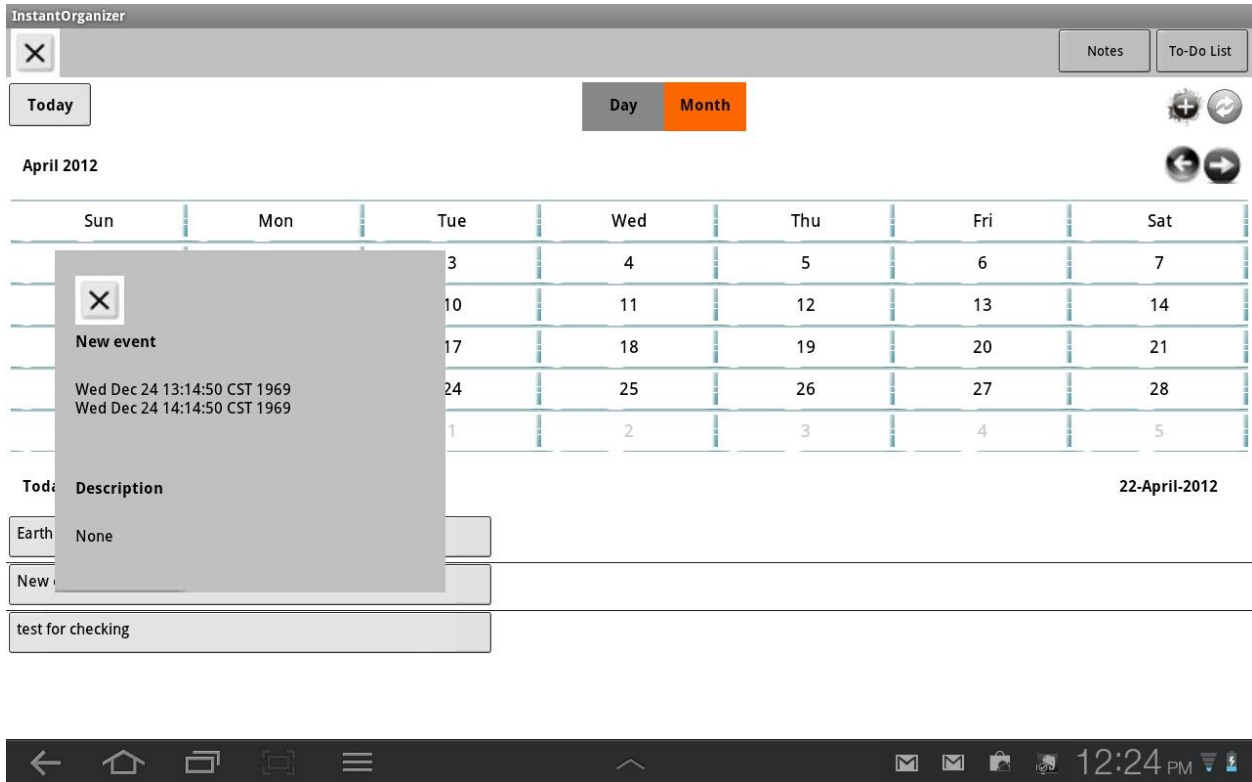 InstantOrganizer
Notes To-Do List
Today Day Month
April 2012
Sun Mon Tue Wed Thu Fri Sat
3 4 5 6 7
10 11 12 13 14
New event
17 18 19 20 21
Wed Dec 24 13:14:50 CST 1969
24 25 26 27 28
Wed Dec 24 14:14:50 CST 1969
1 2 3 4 5
Description
22-April-2012
Earth
None
New
test for checking
12:24 PM